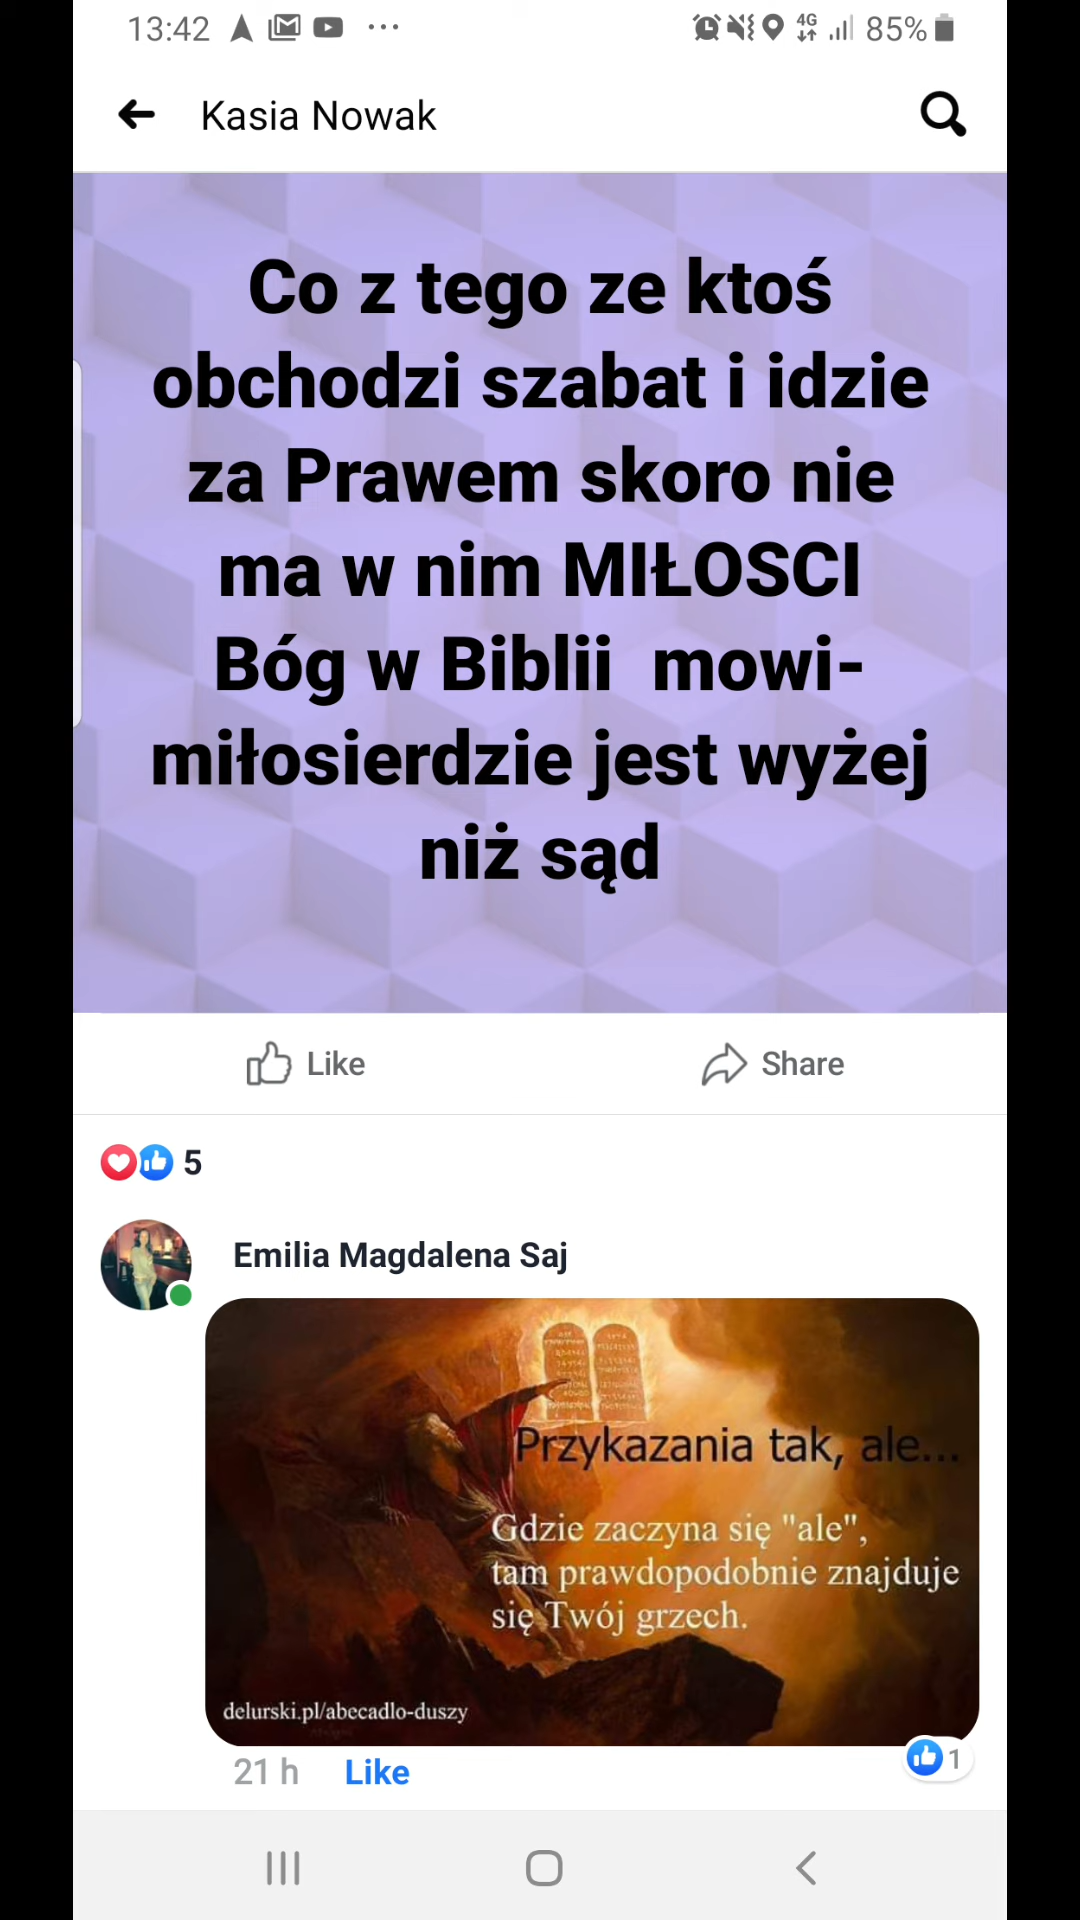 13:42
4G
85%
Kasia Nowak
Co z tego ze ktoś
obchodzi szabat i idzie
za Prawem skoro nie
ma w nim MIŁOSCI
Bóg w Biblii  mowi-
miłosierdzie jest wyżej
niż sąd
Like
Share
5
Emilia Magdalena Saj
Przykazania tak, ale...
Gdzie zaczyna się "ale",
tam prawdopodobnie znajduje
się Twój grzech.
delurski.pl/abecadlo-duszy
21 h
Like
1